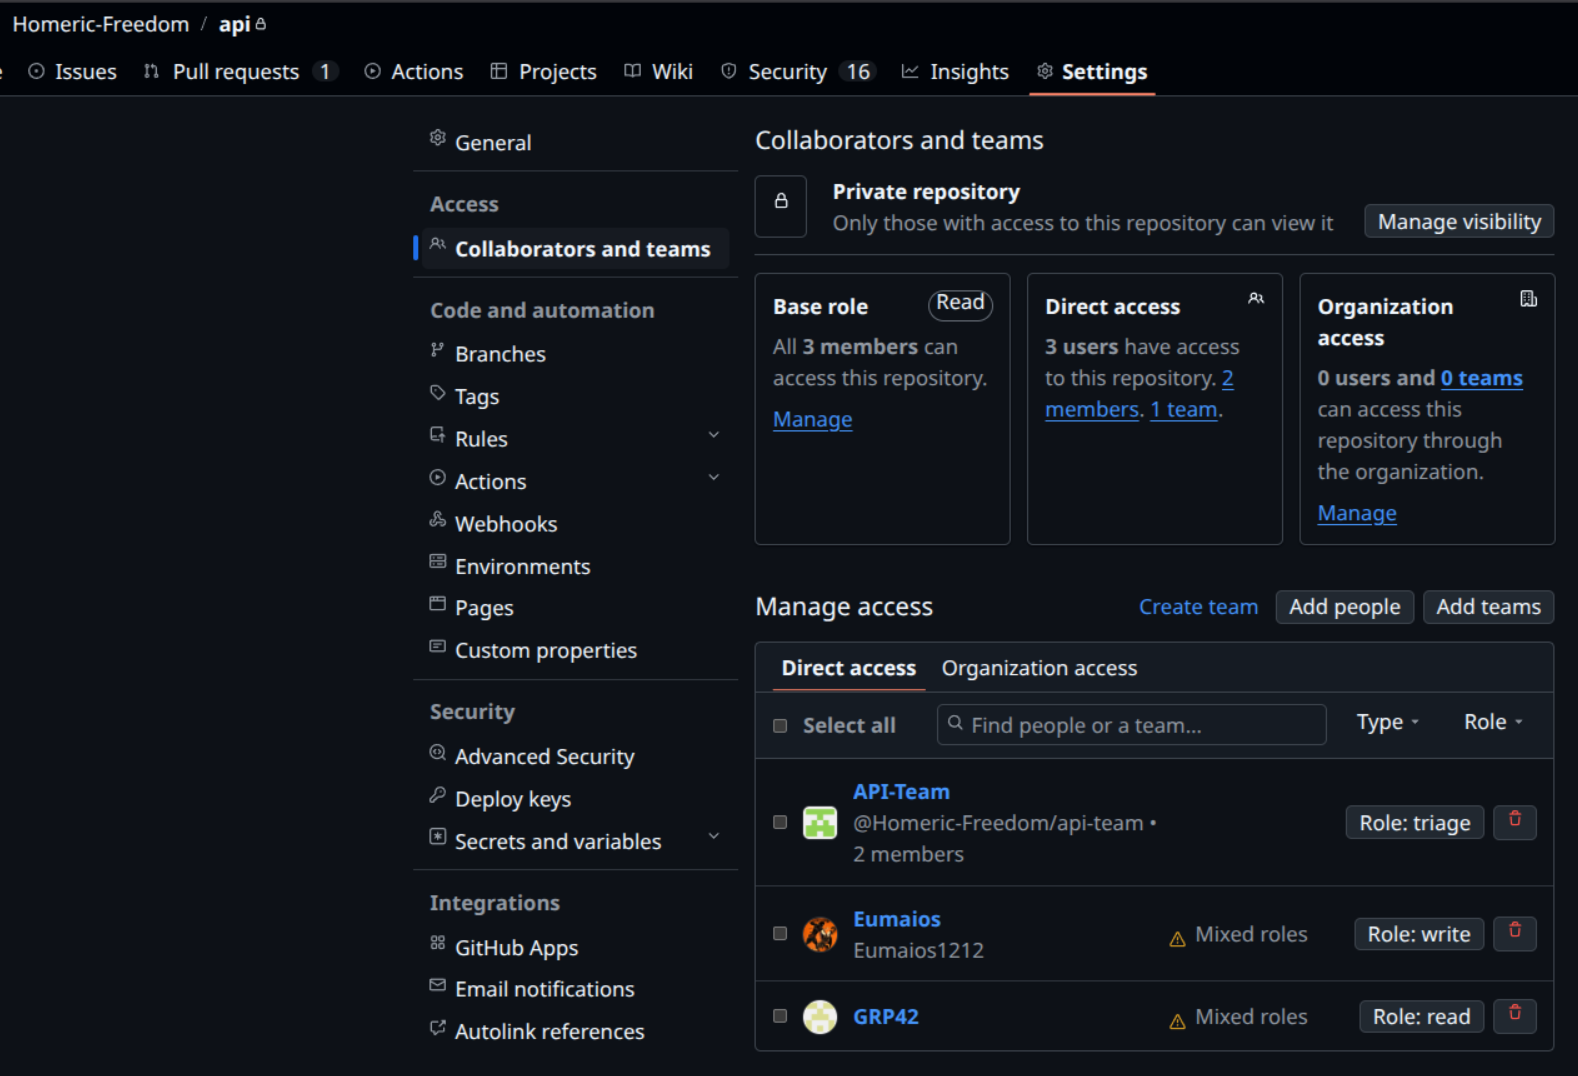 Homeric-Freedom / api
Issues Pull requests 1 Actions Projects Wiki Security 16 Insights Settings
General
Access
Collaborators and teams
Code and automation
Branches
Tags
Rules
Actions
Webhooks
Environments
Pages
Custom properties
Security
Advanced Security
Deploy keys
Secrets and variables
Integrations
GitHub Apps
Email notifications
Autolink references
Collaborators and teams
Private repository
Only those with access to this repository can view it
Manage visibility
Base role Read
All 3 members can
access this repository.
Manage
Direct access
3 users have access
to this repository. 2
members. 1 team.
Organization
access
0 users and 0 teams
can access this
repository through
the organization.
Manage
Manage access Create team Add people Add teams
Direct access Organization access
Select all Find people or a team... Type Role
API-Team
@Homeric-Freedom/api-team •
2 members
Role: triage
Eumaios
Eumaios1212
Mixed roles Role: write
GRP42 Mixed roles Role: read